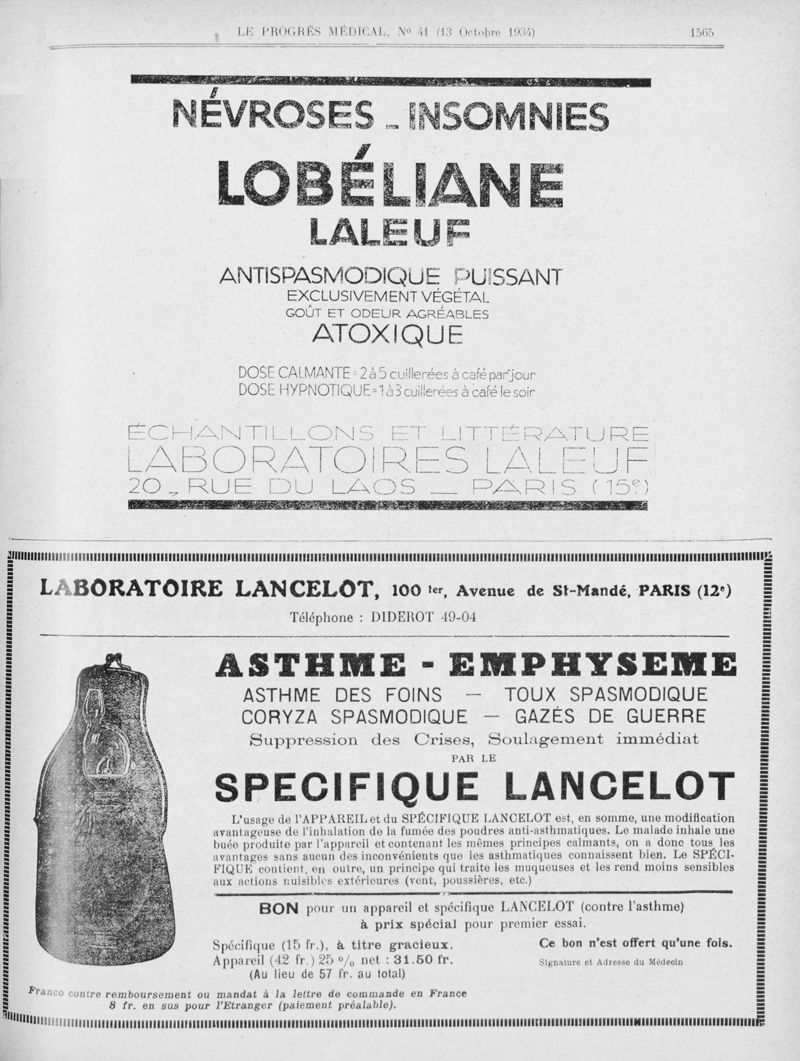 LE PROGRÈS MÉDICAL, Nº 41 (13 Octobre 1934)
1565
NÉVROSES - INSOMNIES
LOBÉLIANE
LALEUF
ANTISPASMODIQUE PUISSANT
EXCLUSIVEMENT VÉGÉTAL
GOÛT ET ODEUR AGRÉABLES
ATOXIQUE
DOSE CALMANTE = 2 à 5 cuillerées à café par jour
DOSE HYPNOTIQUE = 1 à 3 cuillerées à café le soir
ÉCHANTILLONS ET LITTÉRATURE
LABORATOIRES LALEUF
20, RUE DU LAOS — PARIS (15e)
LABORATOIRE LANCELOT, 100 ter, Avenue de St-Mandé, PARIS (12e)
Téléphone : DIDEROT 49-04
ASTHME - EMPHYSEME
ASTHME DES FOINS — TOUX SPASMODIQUE
CORYZA SPASMODIQUE — GAZÉS DE GUERRE
Suppression des Crises, Soulagement immédiat
PAR LE
SPECIFIQUE LANCELOT
L'usage de l'APPAREIL et du SPÉCIFIQUE LANCELOT est, en somme, une modification
avantageuse de l'inhalation de la fumée des poudres anti-asthmatiques. Le malade inhale une
buée produite par l'appareil et contenant les mêmes principes calmants, on a donc tous les
avantages sans aucun des inconvénients que les asthmatiques connaissent bien. Le SPÉCI-
FIQUE contient, en outre, un principe qui traite les muqueuses et les rend moins sensibles
aux actions nuisibles extérieures (vent, poussières, etc.)
BON pour un appareil et spécifique LANCELOT (contre l'asthme)
à prix spécial pour premier essai.
Spécifique (15 fr.), à titre gracieux.
Appareil (42 fr.) 25 % net : 31.50 fr.
(Au lieu de 57 fr. au total)
Ce bon n'est offert qu'une fois.
Signature et Adresse du Médecin
Franco contre remboursement ou mandat à la lettre de commande en France
8 fr. en sus pour l'Etranger (paiement préalable).